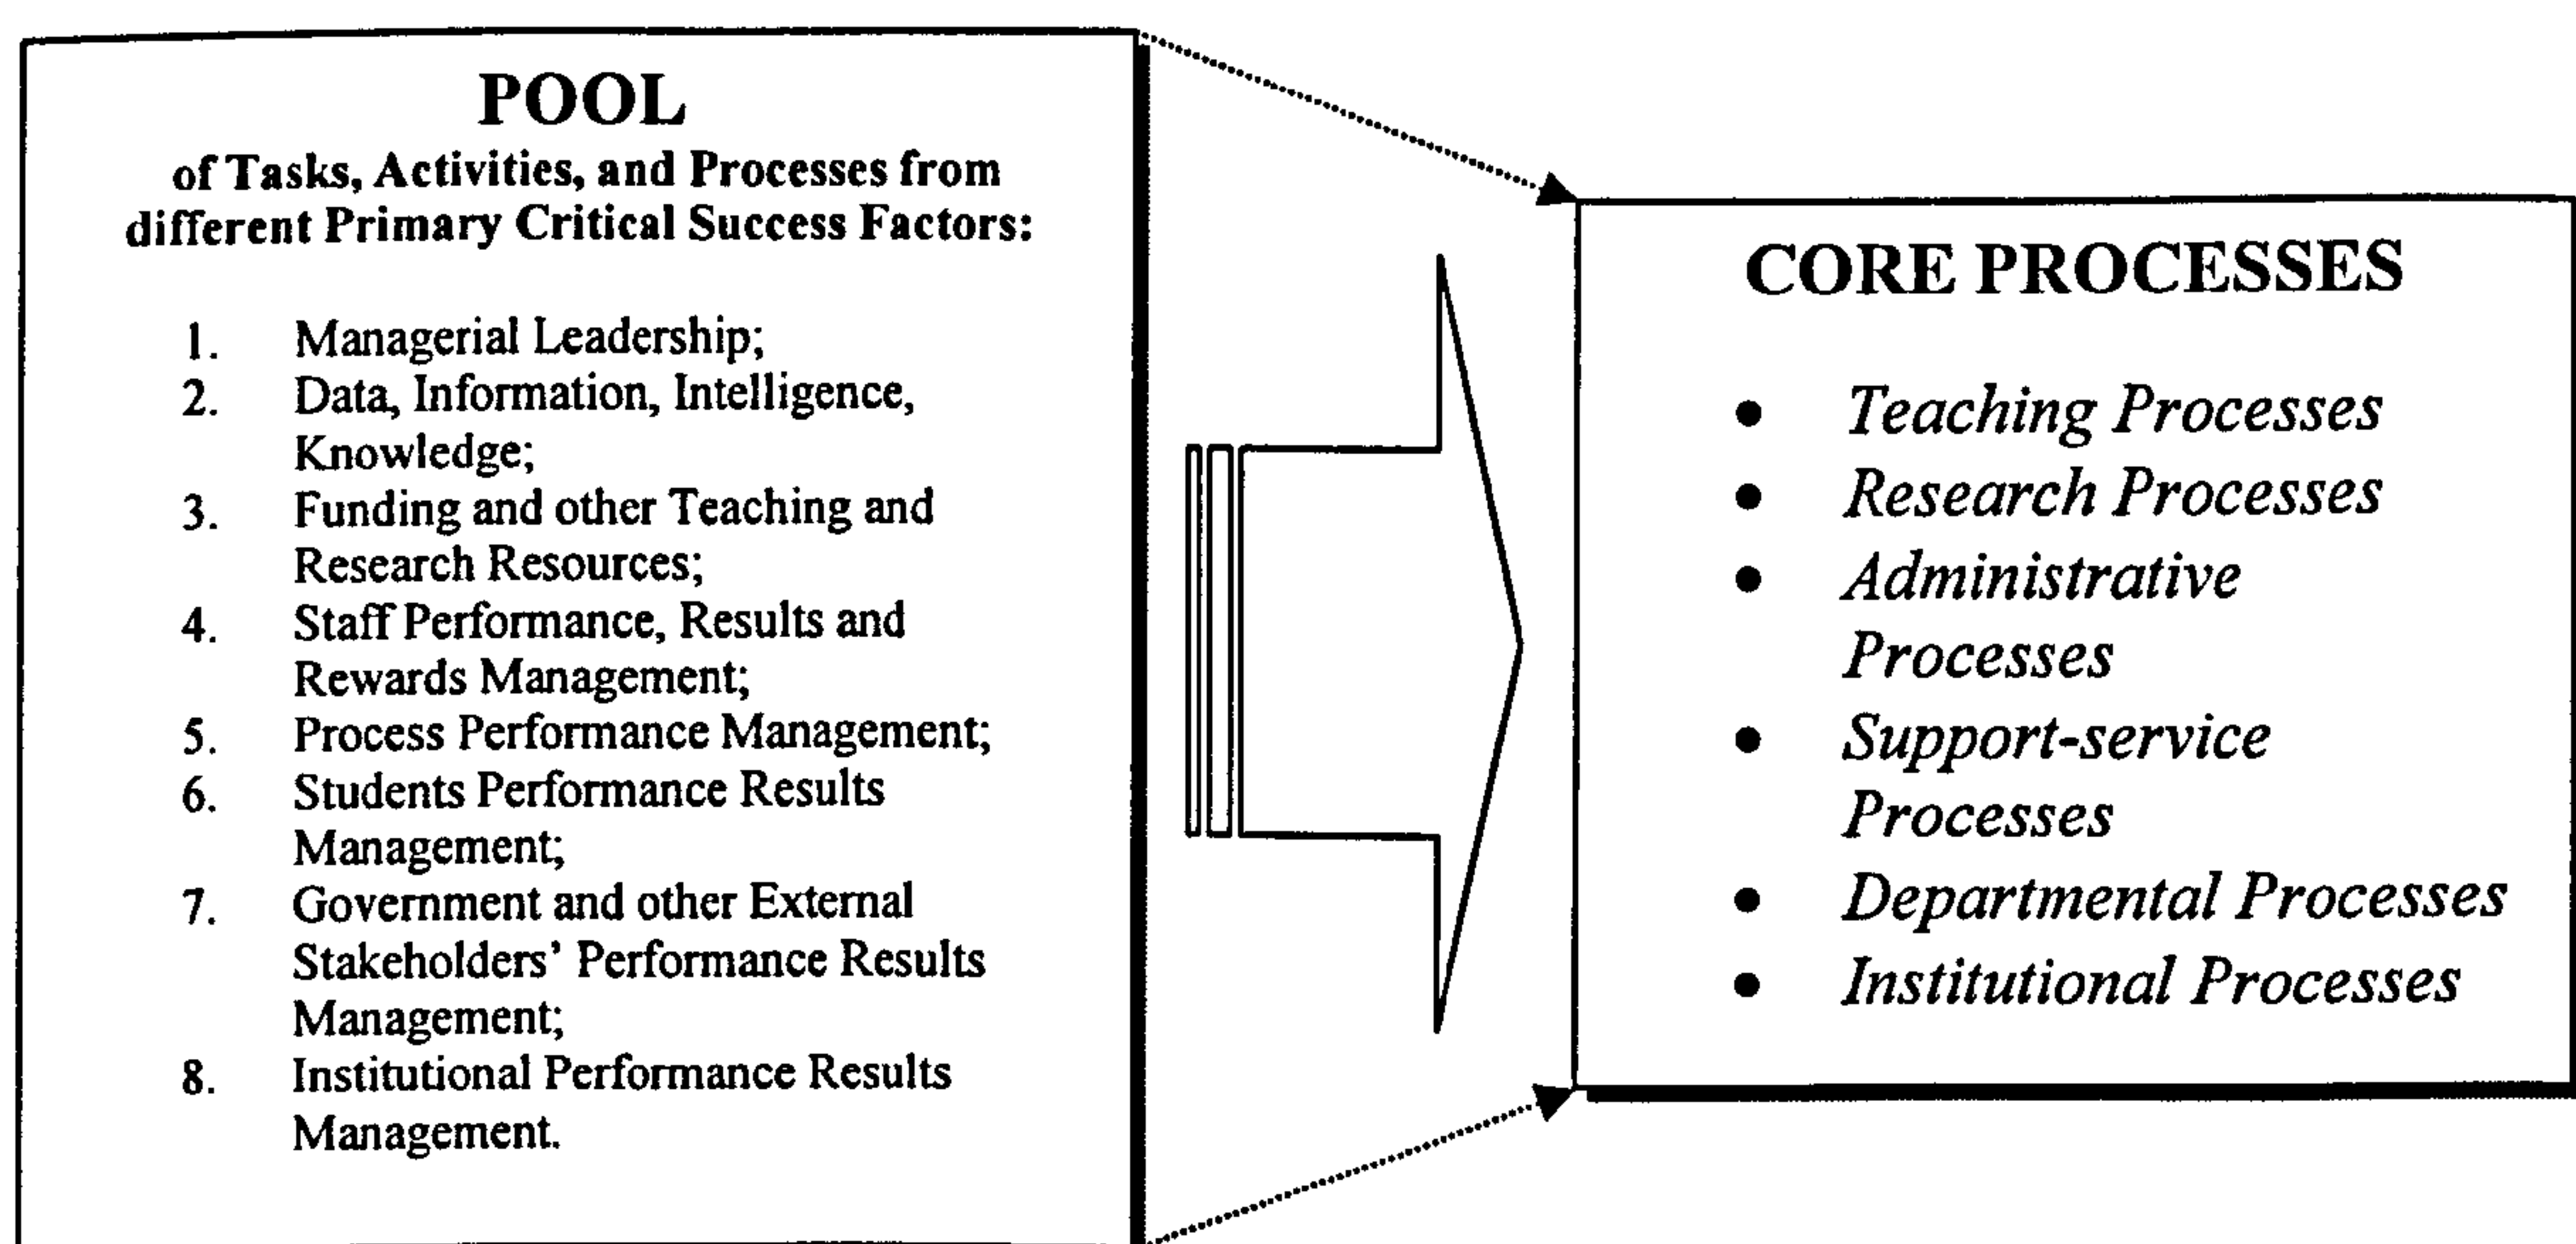 POOL
of Tasks, Activities, and Processes from
different Primary Critical Success Factors:
1. Managerial Leadership;
2. Data, Information, Intelligence,
Knowledge;
3. Funding and other Teaching and
Research Resources;
4. Staff Performance, Results and
Rewards Management;
5. Process Performance Management;
6. Students Performance Results
Management;
7. Government and other External
Stakeholders’ Performance Results
Management;
8. Institutional Performance Results
Management.
CORE PROCESSES
• Teaching Processes
• Research Processes
• Administrative
Processes
• Support-service
Processes
• Departmental Processes
• Institutional Processes